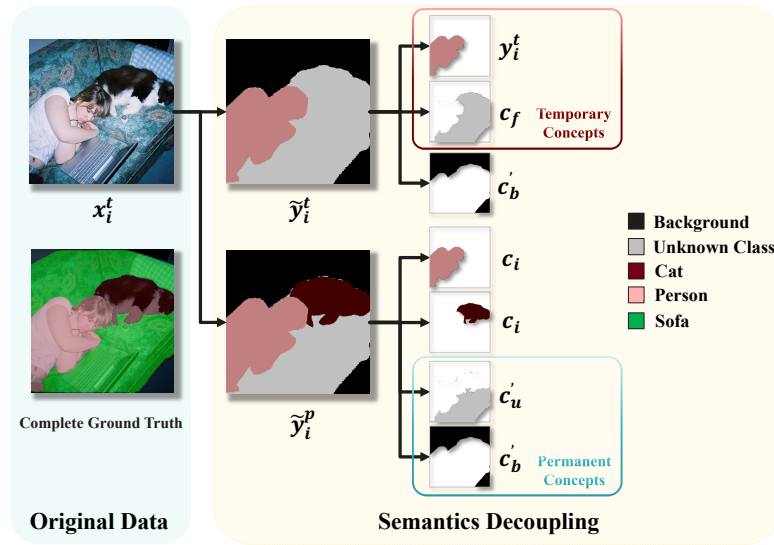 x_i^t
Complete Ground Truth
Original Data
ỹ_i^t
ỹ_i^p
y_i^t
c_f
Temporary
Concepts
c_b^'
c_i
c_i
c_u^'
c_b^'
Permanent
Concepts
Semantics Decoupling
Background
Unknown Class
Cat
Person
Sofa